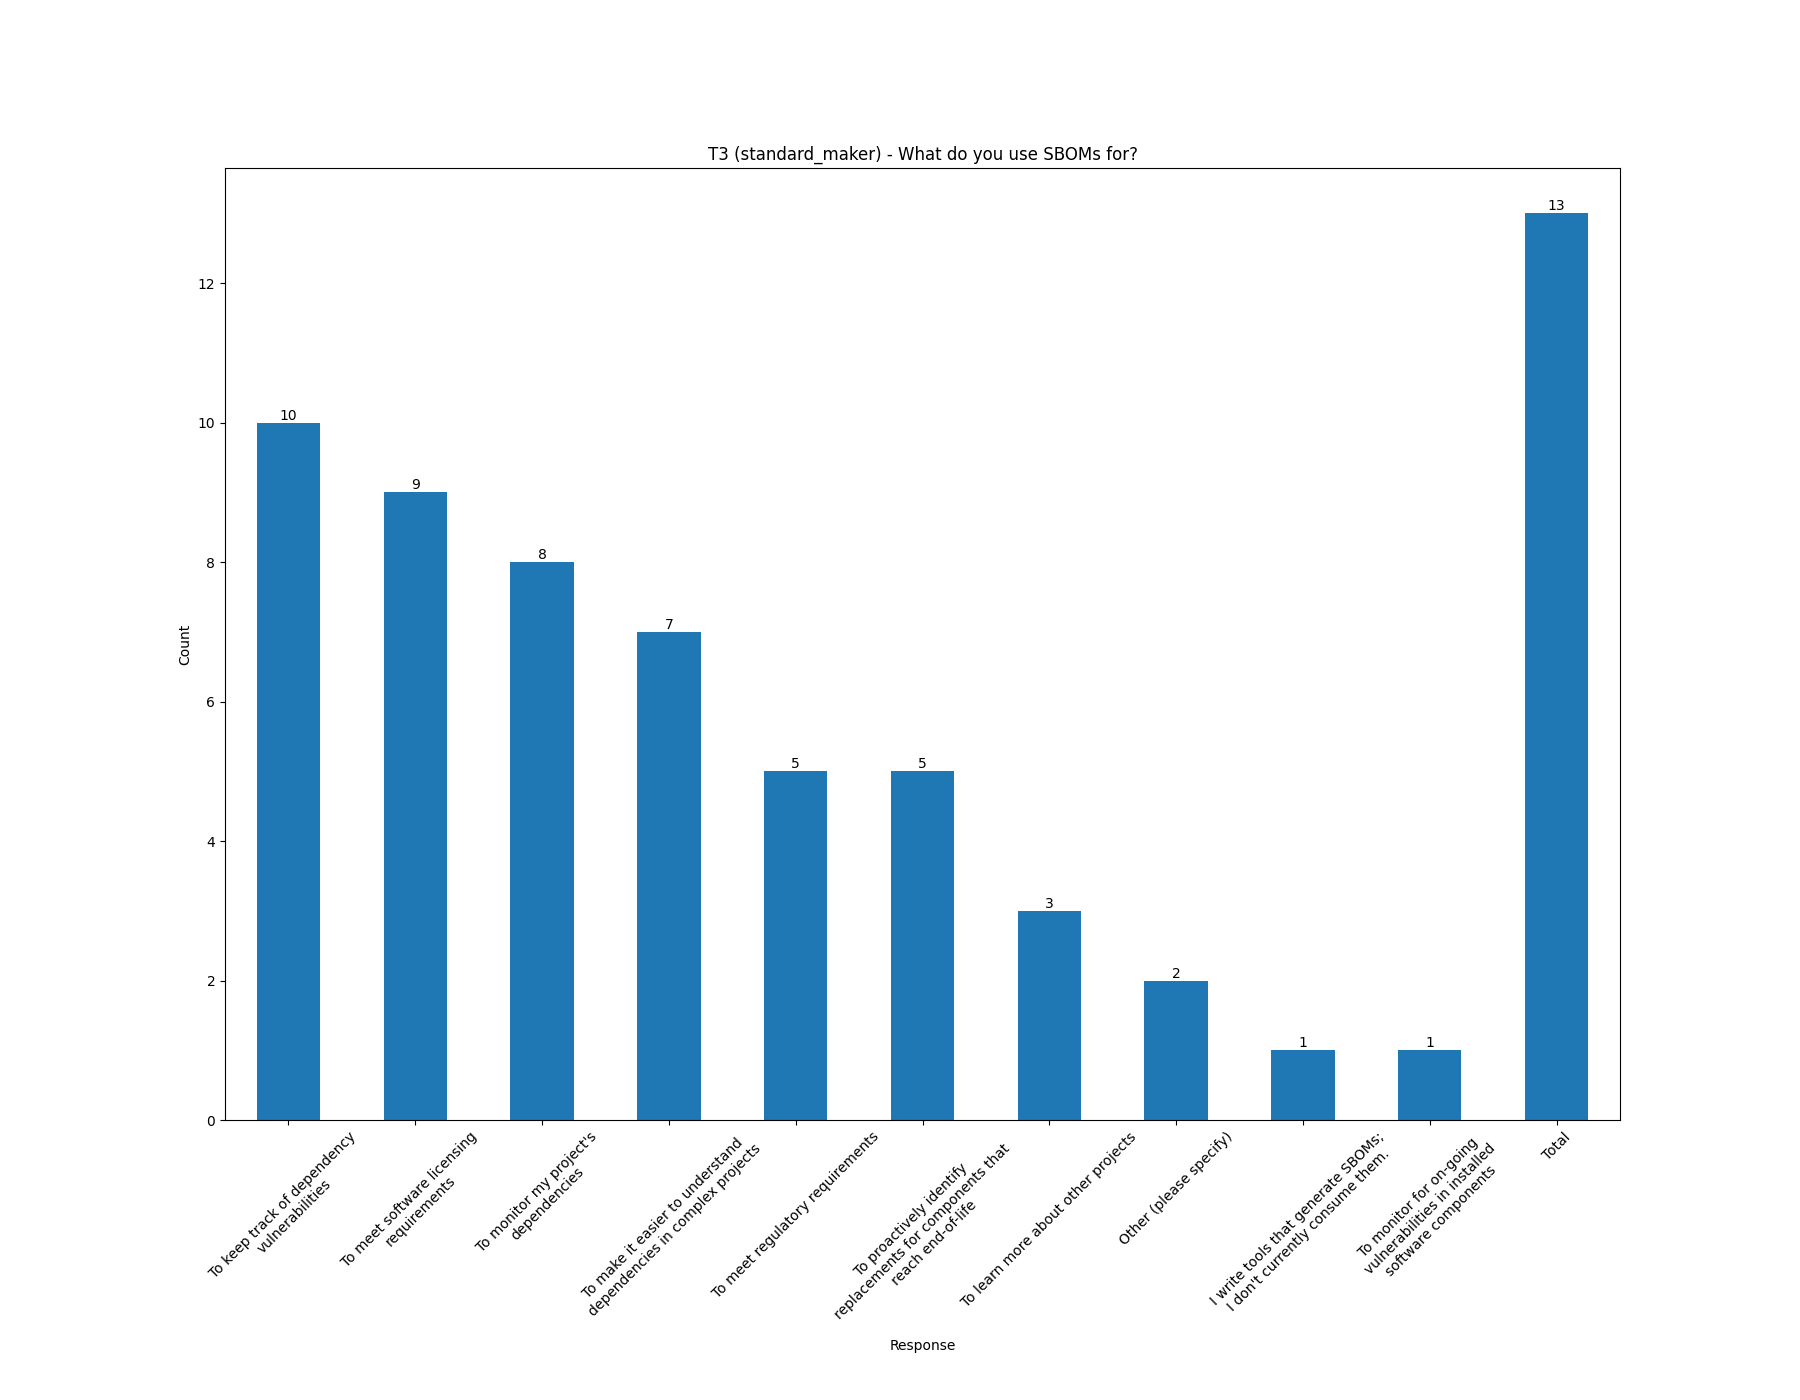 T3 (standard_maker) - What do you use SBOMs for?
13
12
10
10
9
8
8
7
Count
6
5
5
4
3
2
2
1
1
0
To keep track of dependency
vulnerabilities
To meet software licensing
requirements
To monitor my project's
dependencies
To make it easier to understand
dependencies in complex projects
To meet regulatory requirements
To proactively identify
replacements for components that
reach end-of-life
To learn more about other projects
Other (please specify)
I write tools that generate SBOMs;
I don't currently consume them.
To monitor for on-going
vulnerabilities in installed
software components
Total
Response